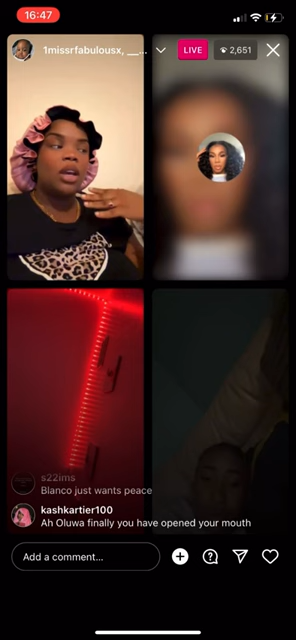 16:47
1missrfabulousx, __...
LIVE
2,651
s22ims
Blanco just wants peace
kashkartier100
Ah Oluwa finally you have opened your mouth
Add a comment...